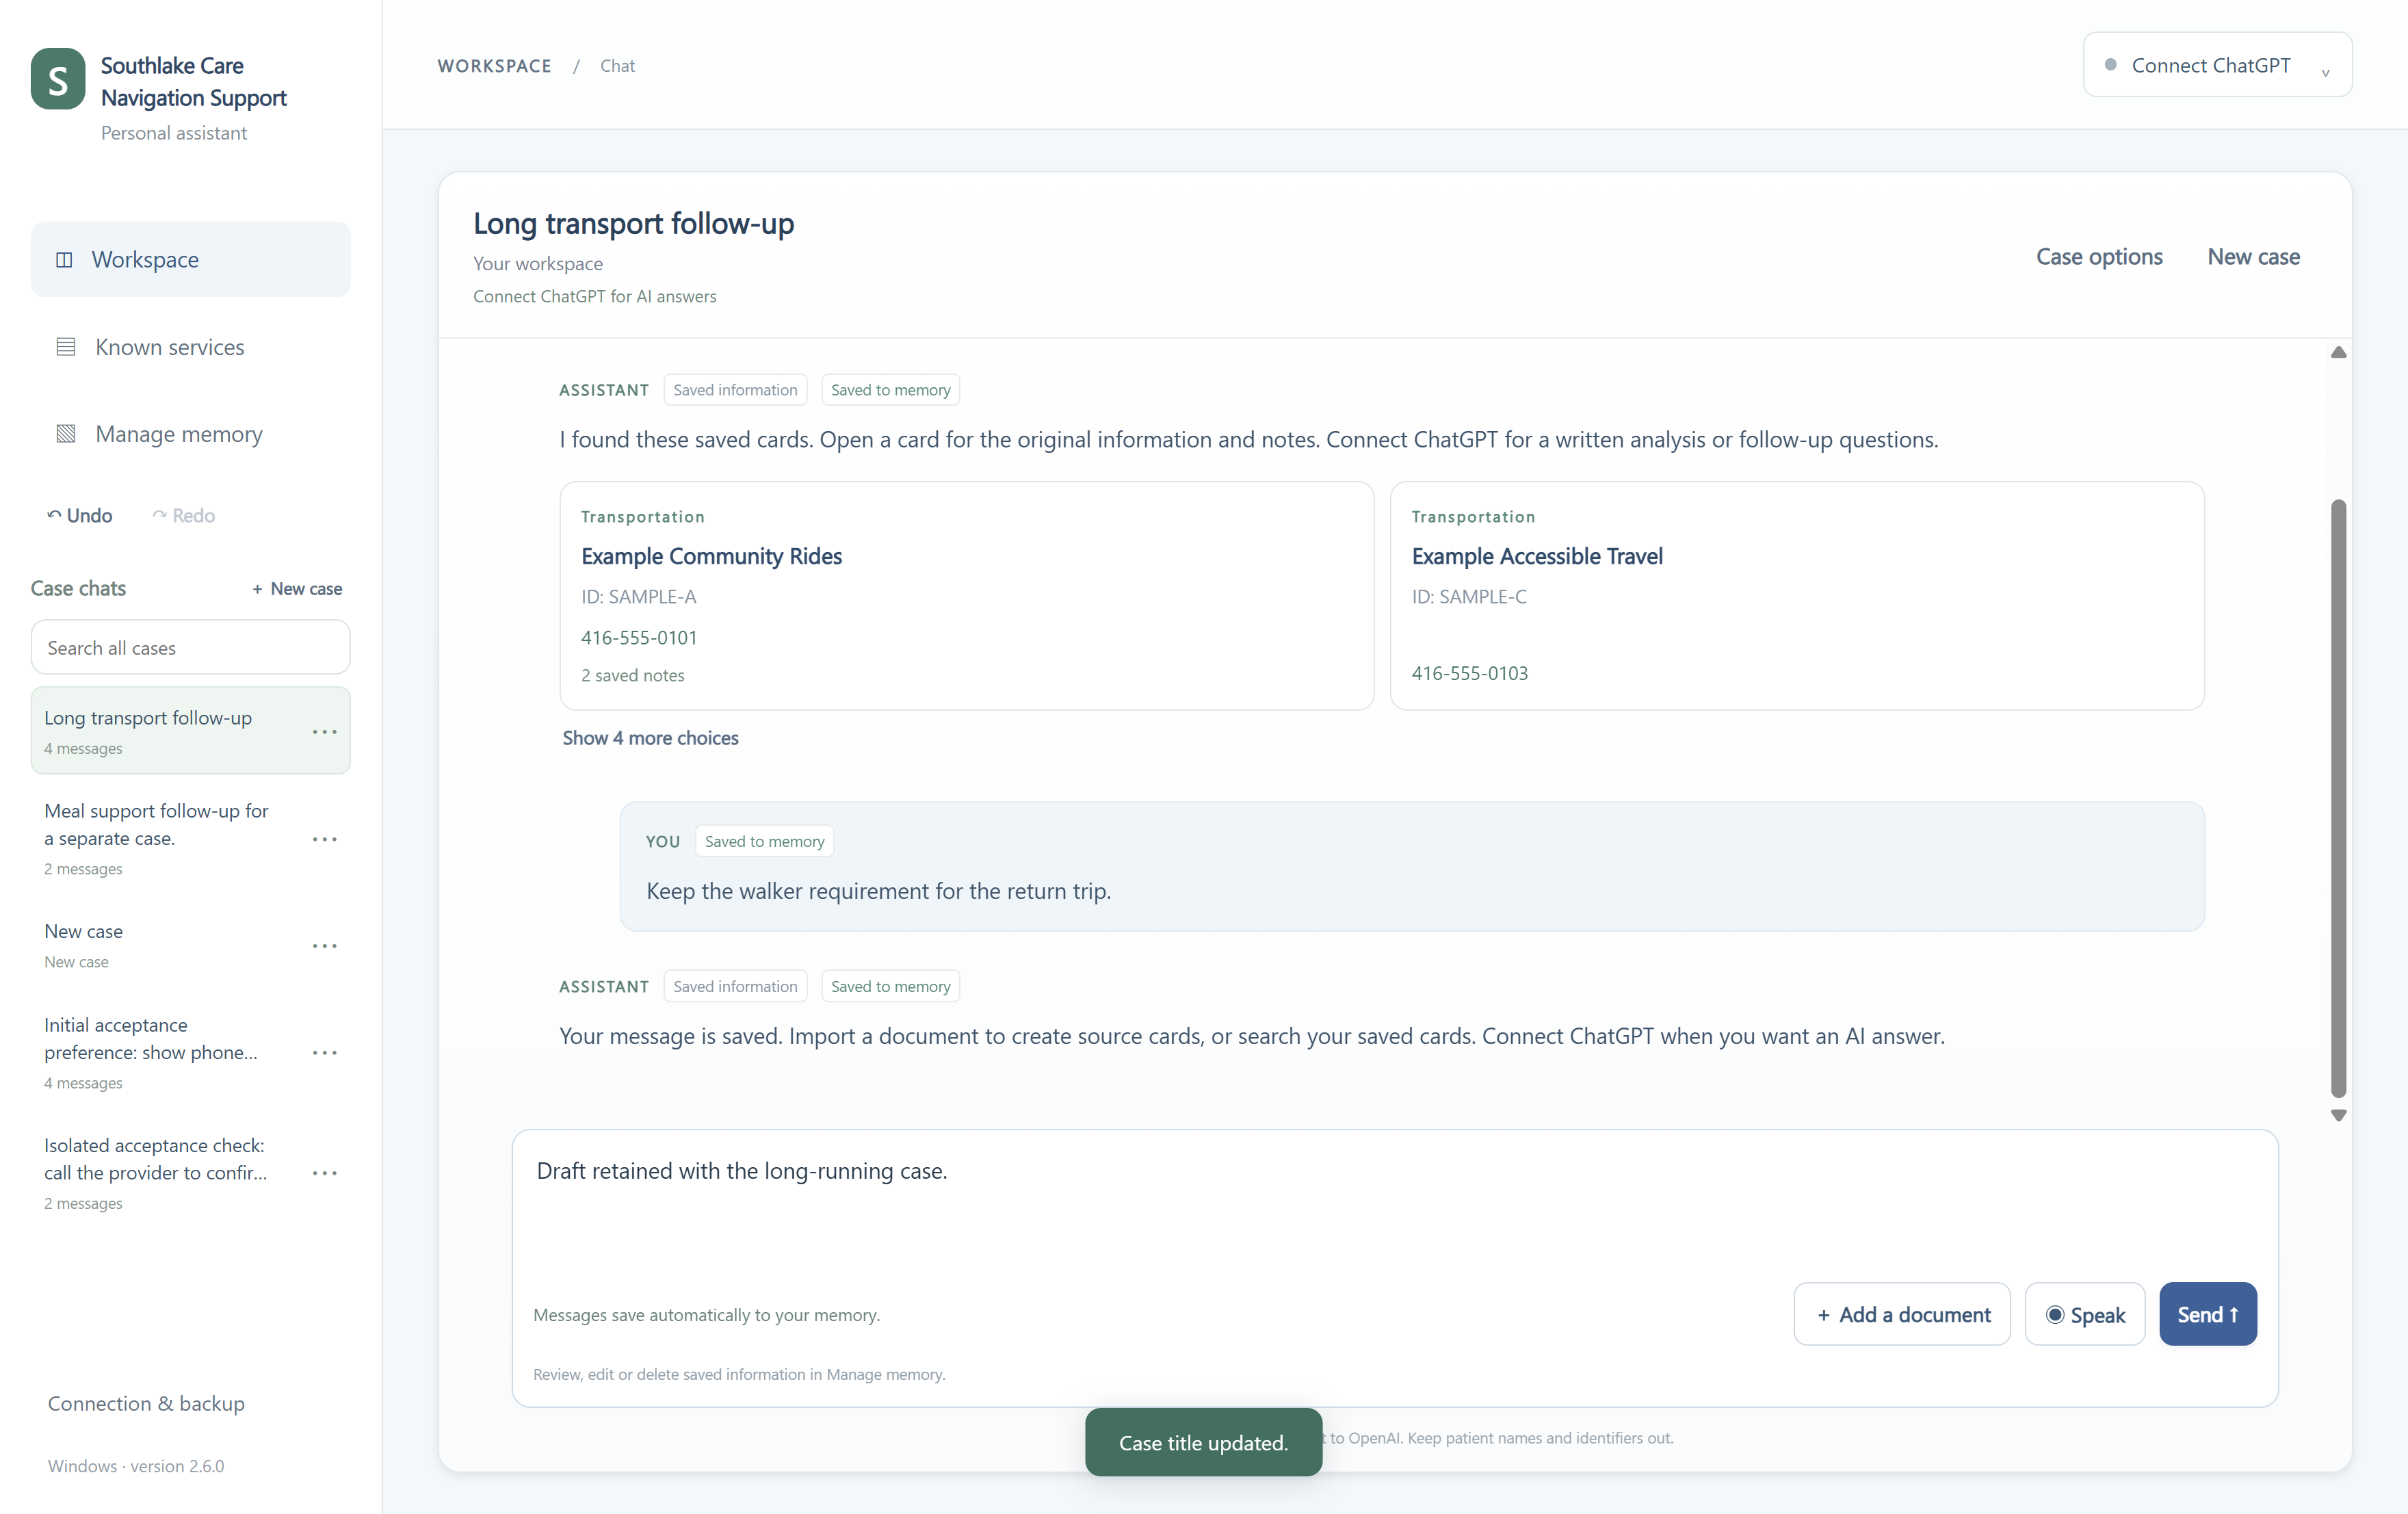 S
Southlake Care
Navigation Support
Personal assistant
Workspace
Known services
Manage memory
Undo
Redo
Case chats
+ New case
Search all cases
Long transport follow-up
4 messages
Meal support follow-up for
a separate case.
2 messages
New case
New case
Initial acceptance
preference: show phone...
4 messages
Isolated acceptance check:
call the provider to confir...
2 messages
Connection & backup
Windows · version 2.6.0
WORKSPACE / Chat
Connect ChatGPT
Long transport follow-up
Your workspace
Connect ChatGPT for AI answers
Case options
New case
ASSISTANT Saved information Saved to memory
I found these saved cards. Open a card for the original information and notes. Connect ChatGPT for a written analysis or follow-up questions.
Transportation
Example Community Rides
ID: SAMPLE-A
416-555-0101
2 saved notes
Transportation
Example Accessible Travel
ID: SAMPLE-C
416-555-0103
Show 4 more choices
YOU Saved to memory
Keep the walker requirement for the return trip.
ASSISTANT Saved information Saved to memory
Your message is saved. Import a document to create source cards, or search your saved cards. Connect ChatGPT when you want an AI answer.
Draft retained with the long-running case.
Messages save automatically to your memory.
Review, edit or delete saved information in Manage memory.
+ Add a document
Speak
Send ↑
Case title updated.
to OpenAI. Keep patient names and identifiers out.